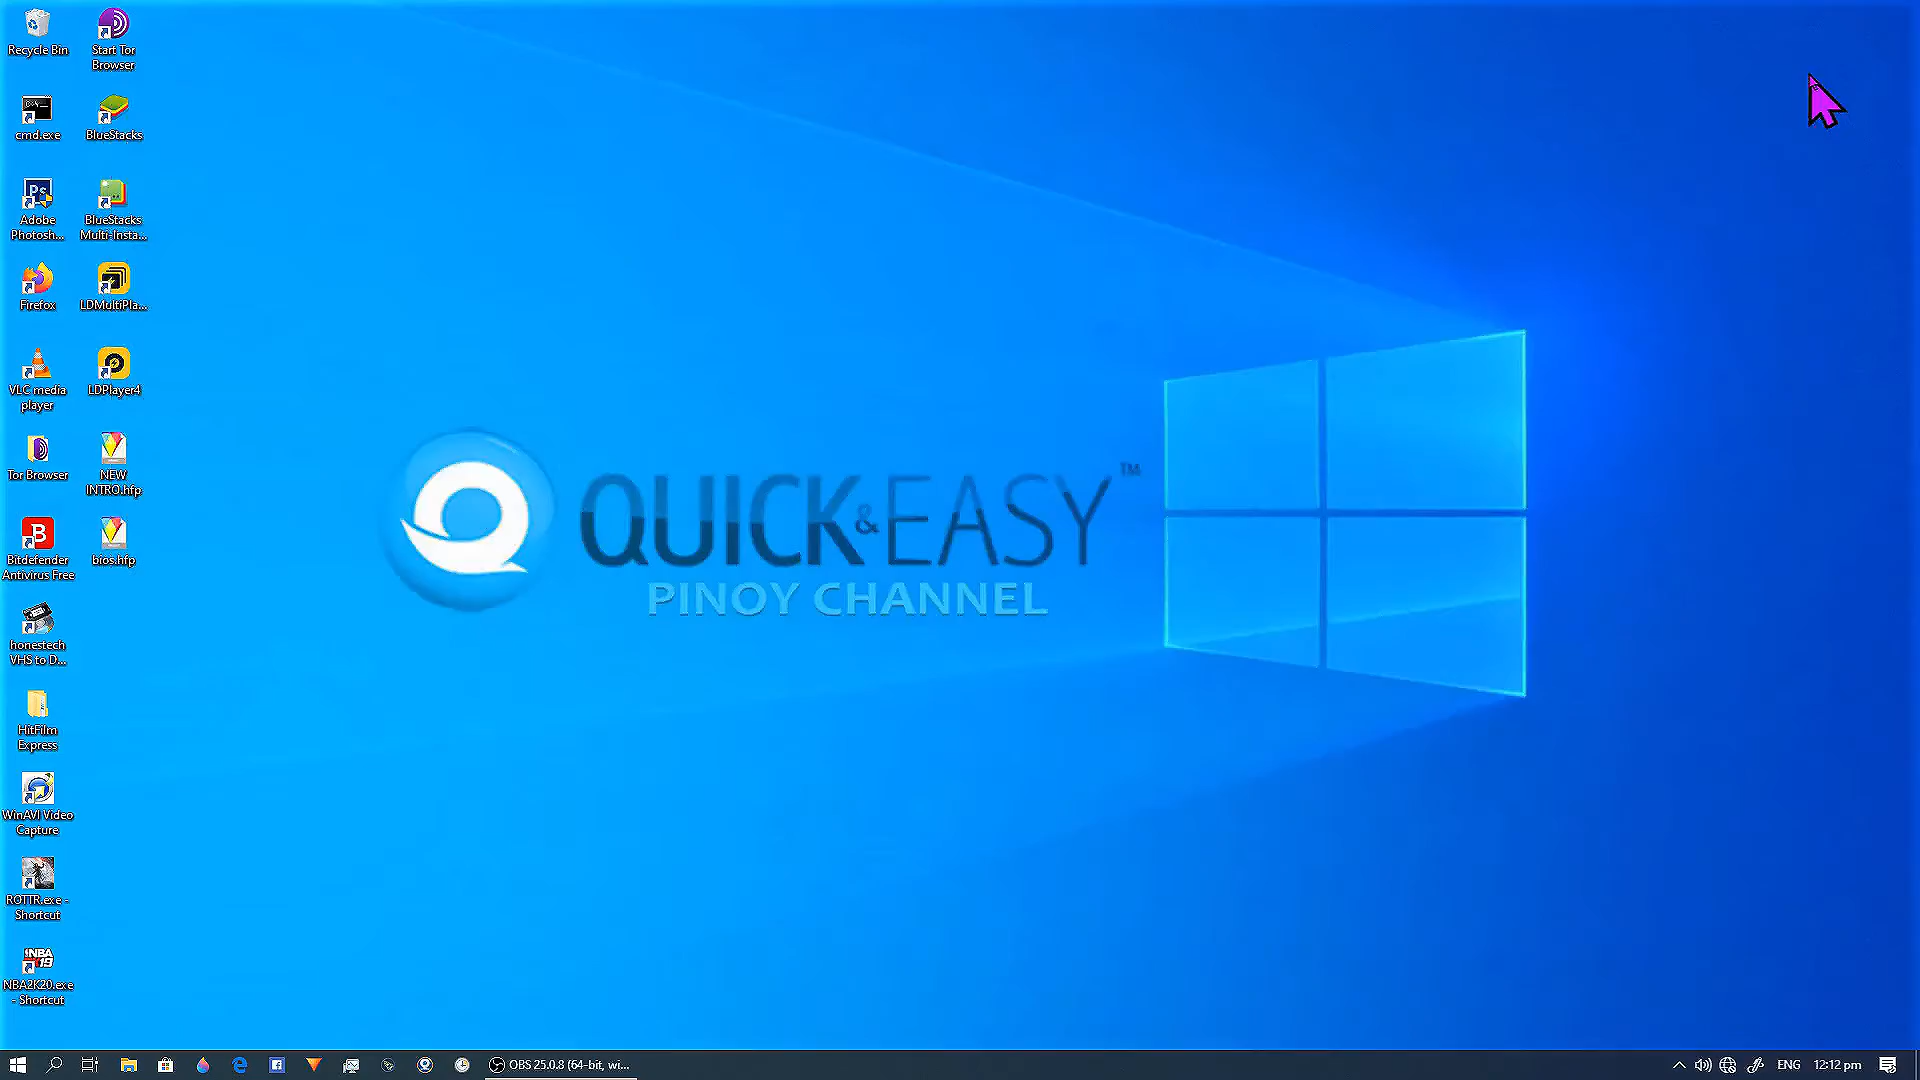 Recycle Bin
Start Tor
Browser
cmd.exe
BlueStacks
Adobe
Photosh...
BlueStacks
Multi-Insta...
Firefox
LDMultiPla...
VLC media
player
LDPlayer4
Tor Browser
NEW
INTRO.hfp
Bitdefender
Antivirus Free
bios.hfp
honestech
VHS to D...
HitFilm
Express
WinAVI Video
Capture
ROTTR.exe -
Shortcut
NBA2K20.exe
- Shortcut
QUICK&EASY™
PINOY CHANNEL
OBS 25.0.8 (64-bit, wi...
ENG
12:12 pm